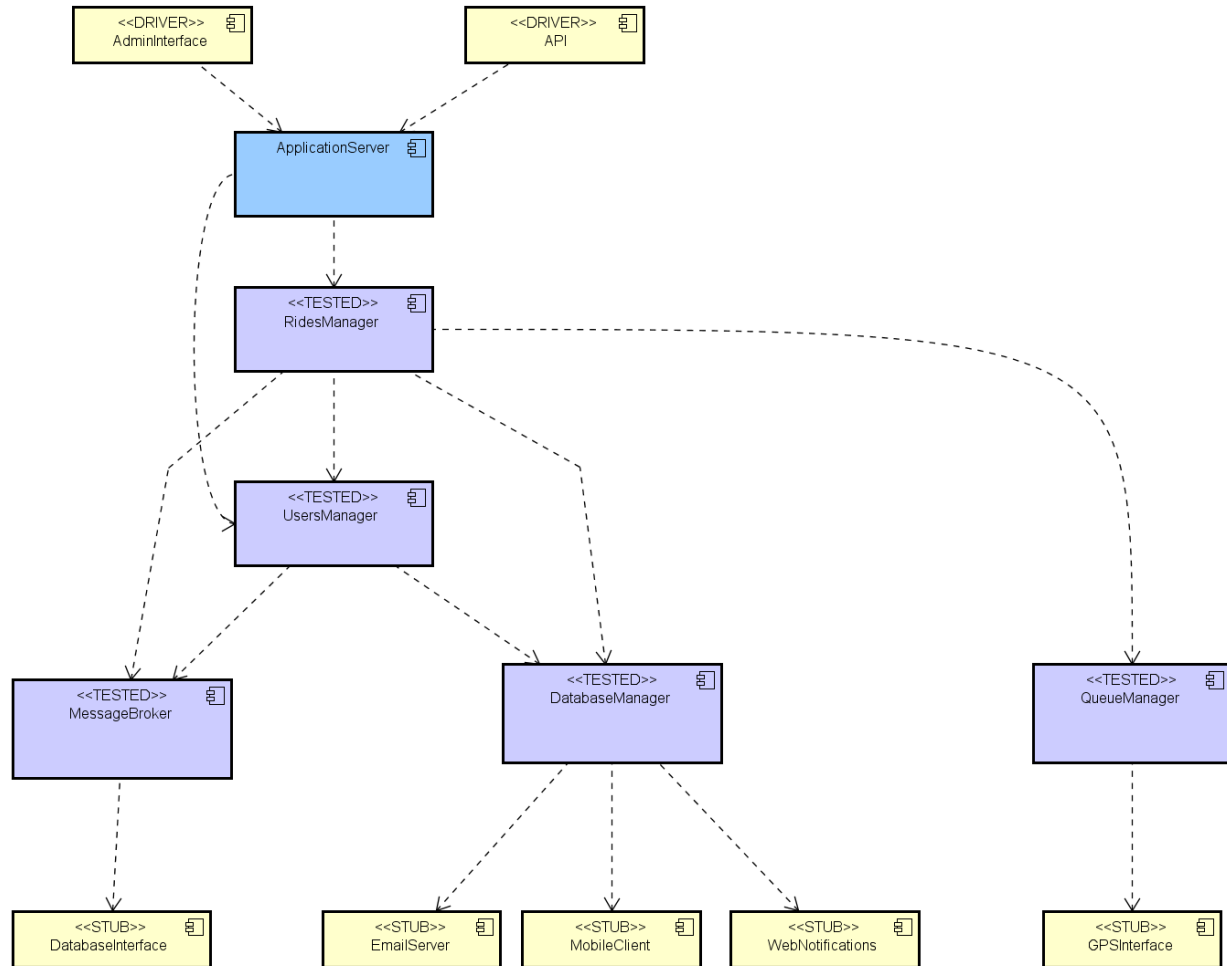 <<DRIVER>>
AdminInterface
<<DRIVER>>
API
ApplicationServer
<<TESTED>>
RidesManager
<<TESTED>>
UsersManager
<<TESTED>>
MessageBroker
<<TESTED>>
DatabaseManager
<<TESTED>>
QueueManager
<<STUB>>
DatabaseInterface
<<STUB>>
EmailServer
<<STUB>>
MobileClient
<<STUB>>
WebNotifications
<<STUB>>
GPSInterface